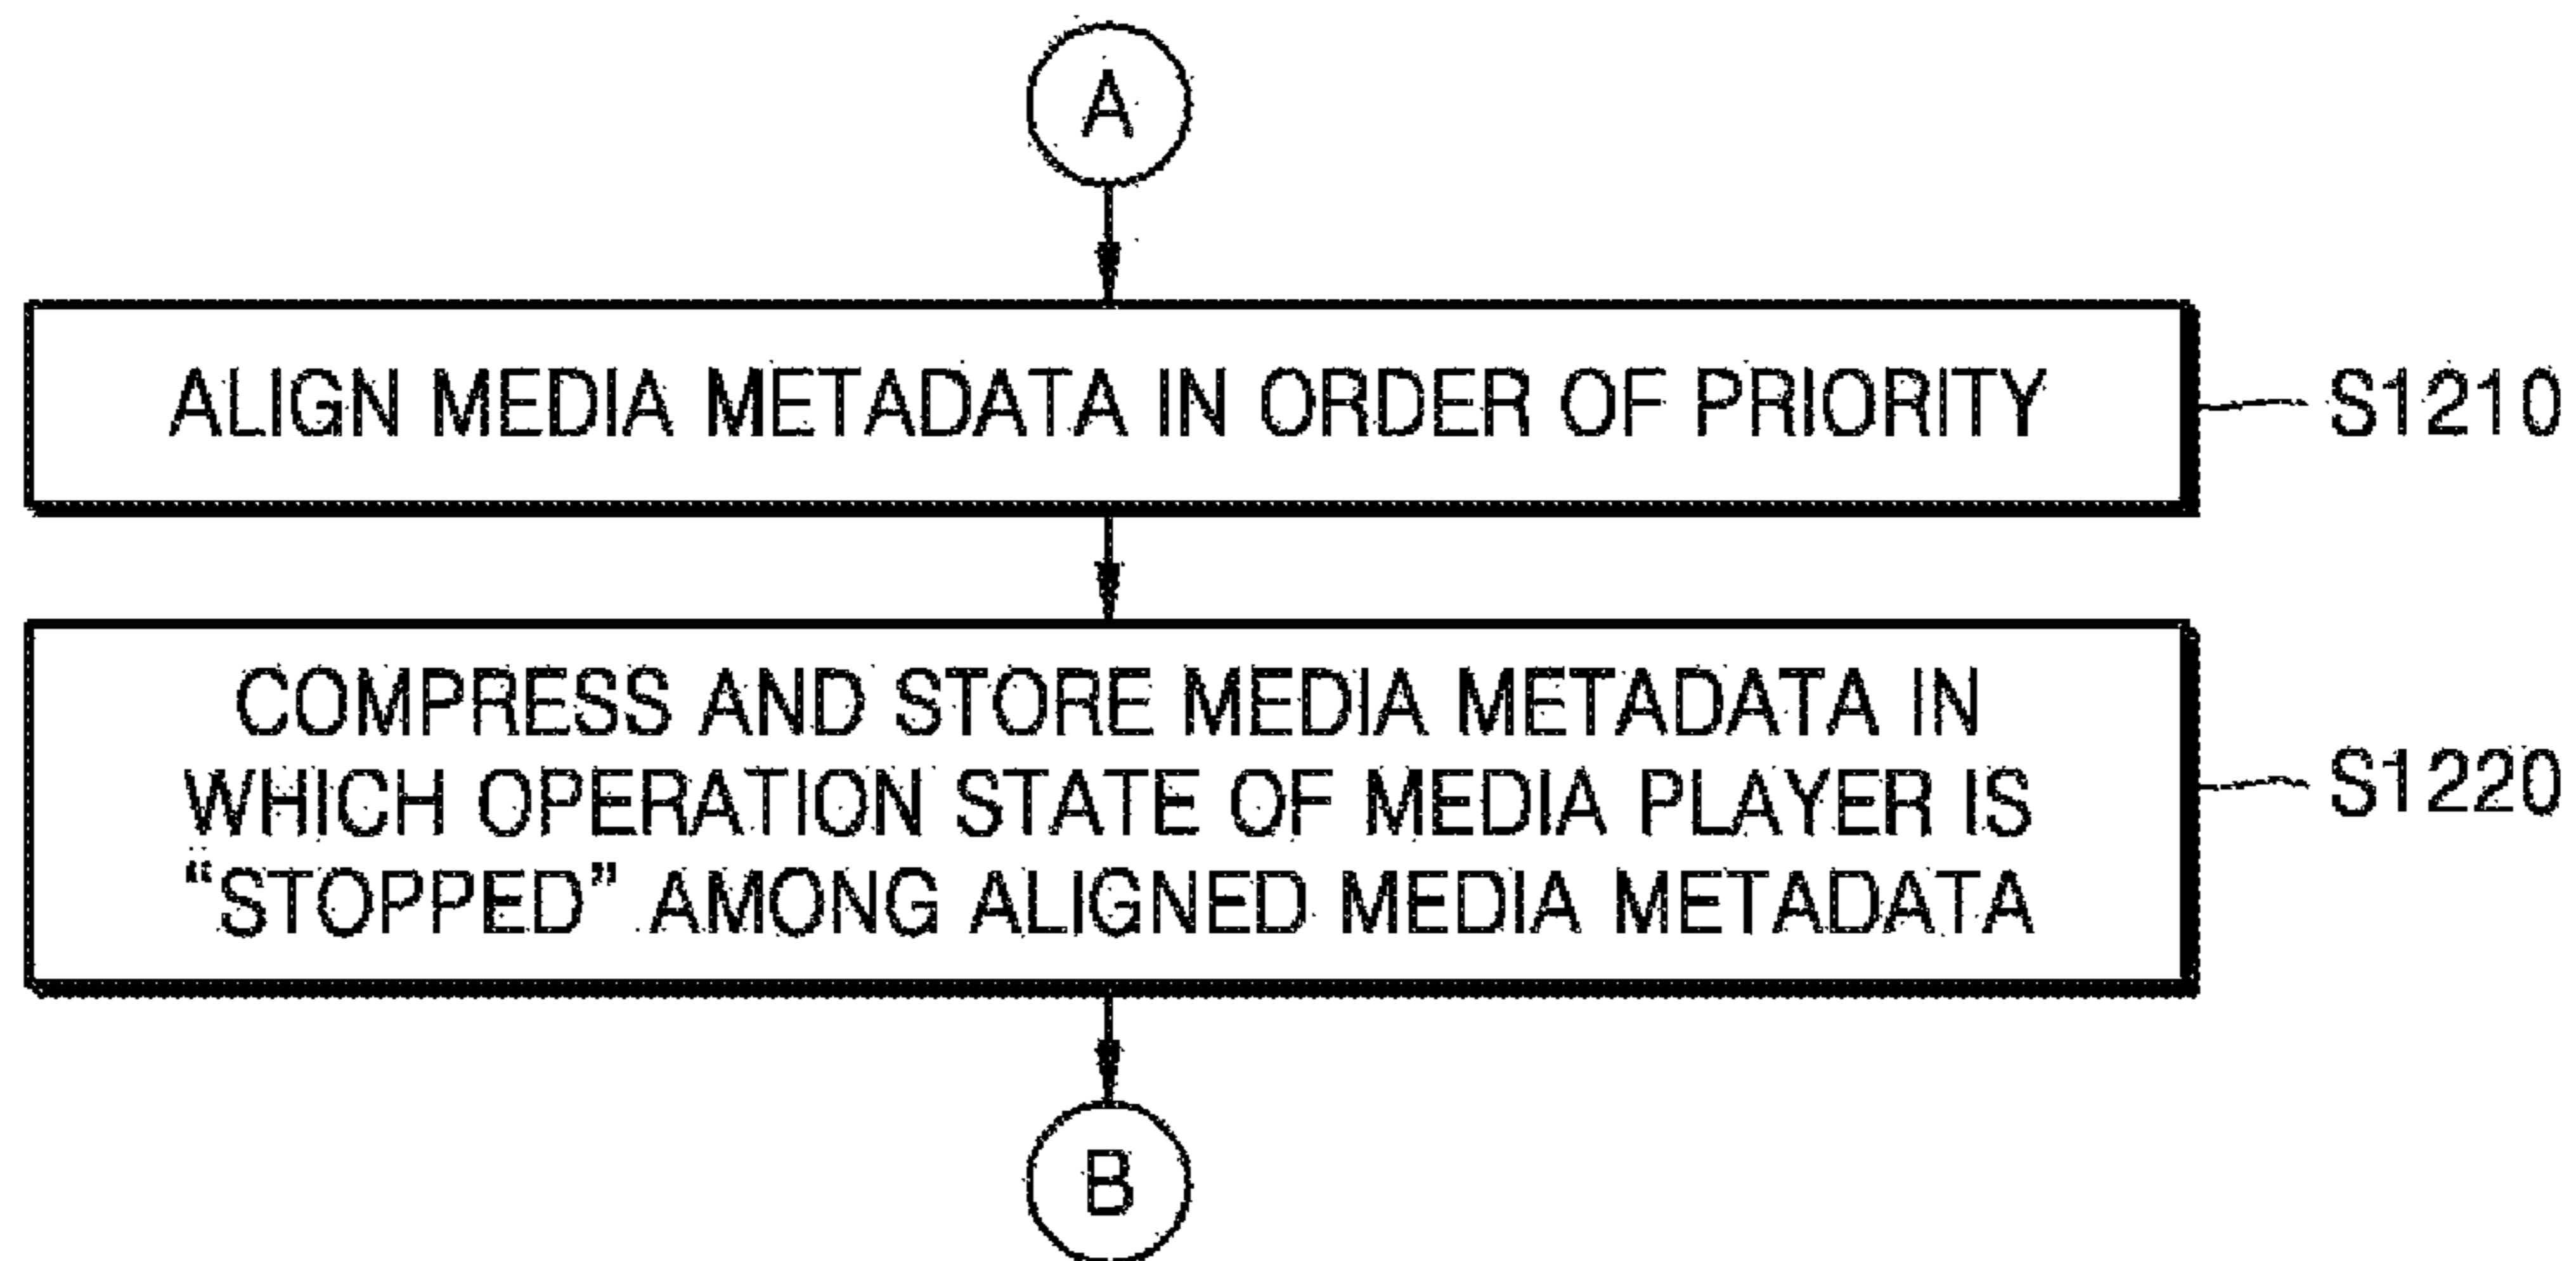 A
ALIGN MEDIA METADATA IN ORDER OF PRIORITY
S1210
COMPRESS AND STORE MEDIA METADATA IN
WHICH OPERATION STATE OF MEDIA PLAYER IS
“STOPPED” AMONG ALIGNED MEDIA METADATA
S1220
B